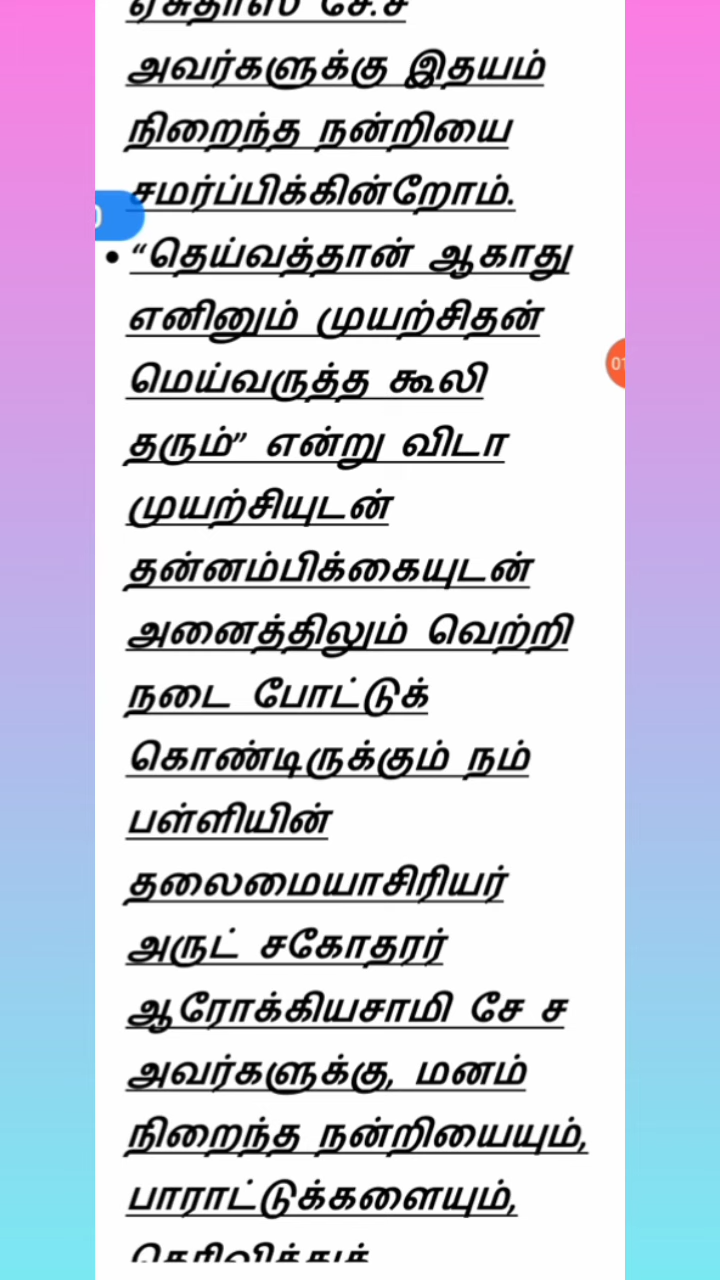 ஏசுதாஸ் சே.ச
அவர்களுக்கு இதயம்
நிறைந்த நன்றியை
சமர்ப்பிக்கின்றோம்.
• “தெய்வத்தான் ஆகாது
எனினும் முயற்சிதன்
மெய்வருத்த கூலி
தரும்” என்று விடா
முயற்சியுடன்
தன்னம்பிக்கையுடன்
அனைத்திலும் வெற்றி
நடை போட்டுக்
கொண்டிருக்கும் நம்
பள்ளியின்
தலைமையாசிரியர்
அருட் சகோதரர்
ஆரோக்கியசாமி சே ச
அவர்களுக்கு, மனம்
நிறைந்த நன்றியையும்,
பாராட்டுக்களையும்,